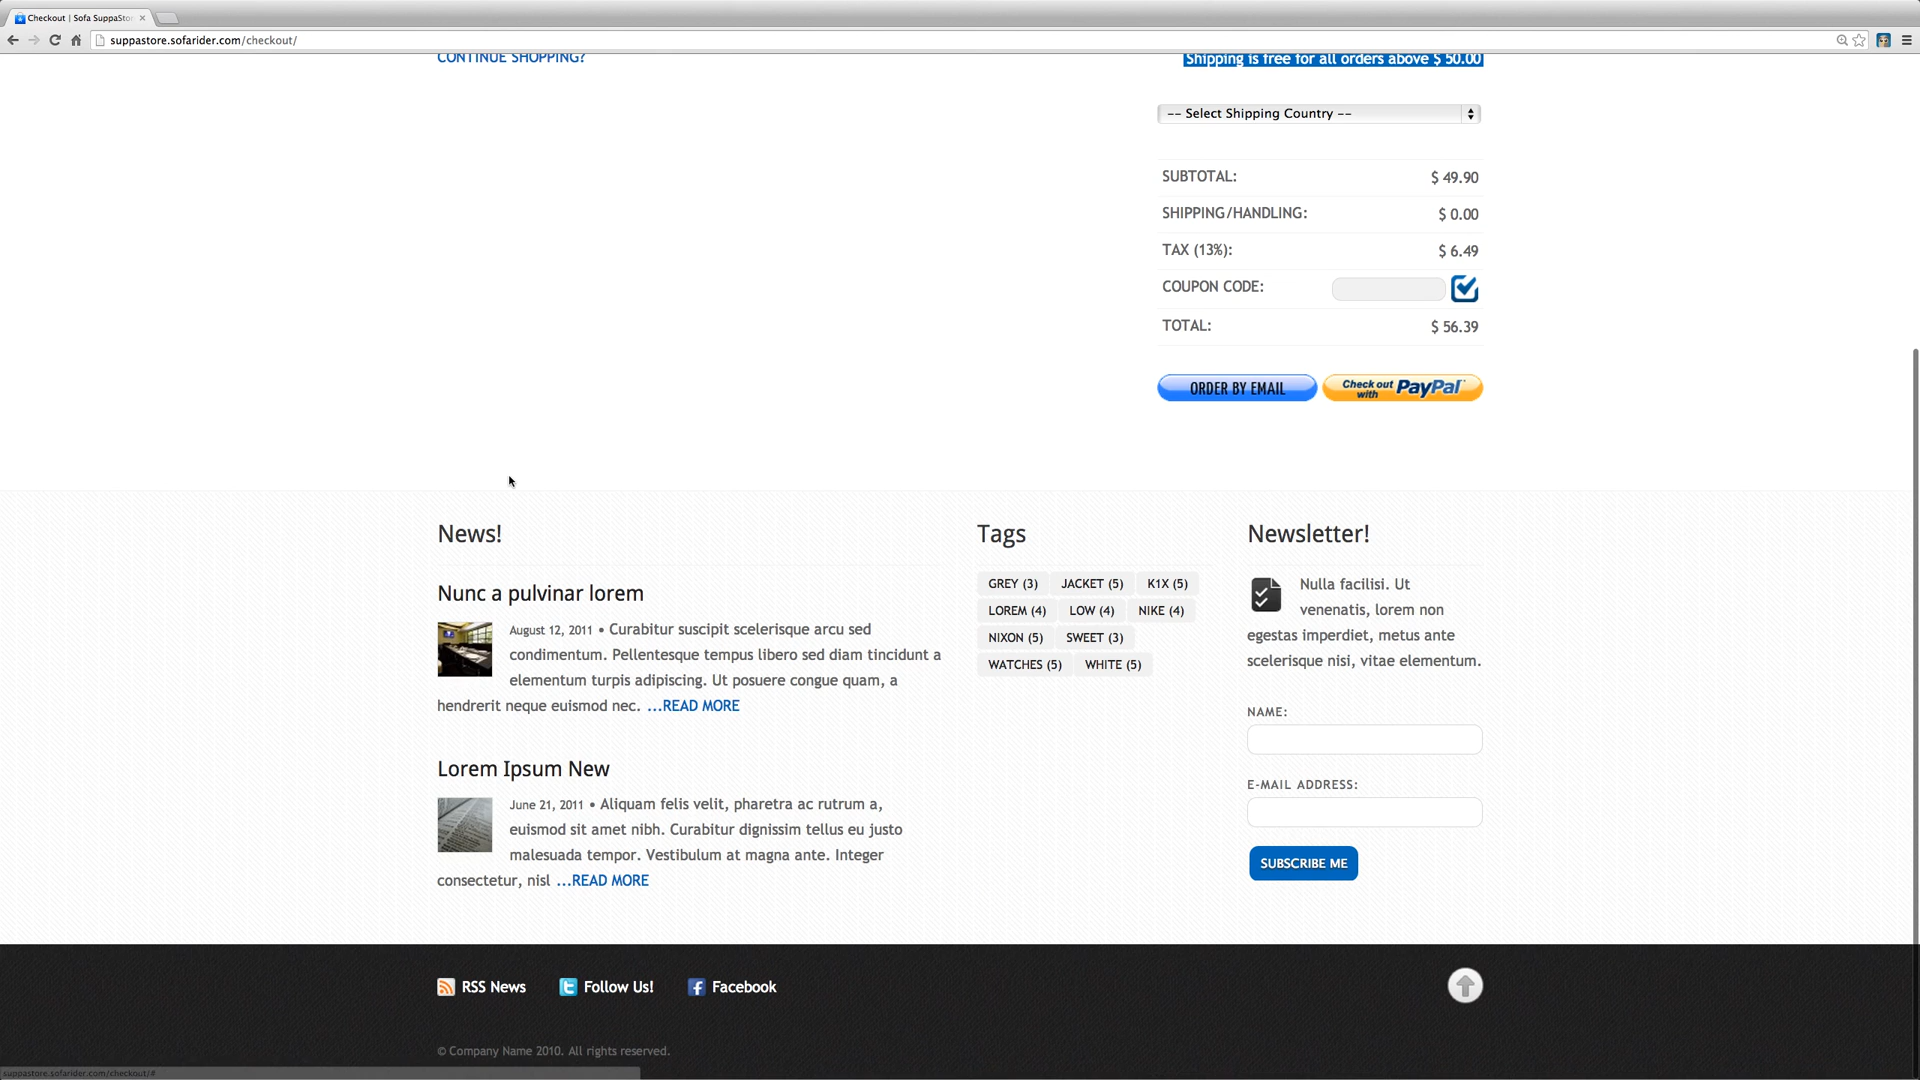 Checkout | Sofa SuppaStor
suppastore.sofarider.com/checkout/
CONTINUE SHOPPING?
Shipping is free for all orders above $ 50.00
-- Select Shipping Country --
SUBTOTAL: $ 49.90
SHIPPING/HANDLING: $ 0.00
TAX (13%): $ 6.49
COUPON CODE:
TOTAL: $ 56.39
ORDER BY EMAIL
Check out with PayPal
News!
Nunc a pulvinar lorem
August 12, 2011 • Curabitur suscipit scelerisque arcu sed
condimentum. Pellentesque tempus libero sed diam tincidunt a
elementum turpis adipiscing. Ut posuere congue quam, a
hendrerit neque euismod nec. ...READ MORE
Lorem Ipsum New
June 21, 2011 • Aliquam felis velit, pharetra ac rutrum a,
euismod sit amet nibh. Curabitur dignissim tellus eu justo
malesuada tempor. Vestibulum at magna ante. Integer
consectetur, nisl ...READ MORE
Tags
GREY (3) JACKET (5) K1X (5)
LOREM (4) LOW (4) NIKE (4)
NIXON (5) SWEET (3)
WATCHES (5) WHITE (5)
Newsletter!
Nulla facilisi. Ut
venenatis, lorem non
egestas imperdiet, metus ante
scelerisque nisi, vitae elementum.
NAME:
E-MAIL ADDRESS:
SUBSCRIBE ME
RSS News Follow Us! Facebook
© Company Name 2010. All rights reserved.
suppastore.sofarider.com/checkout/#